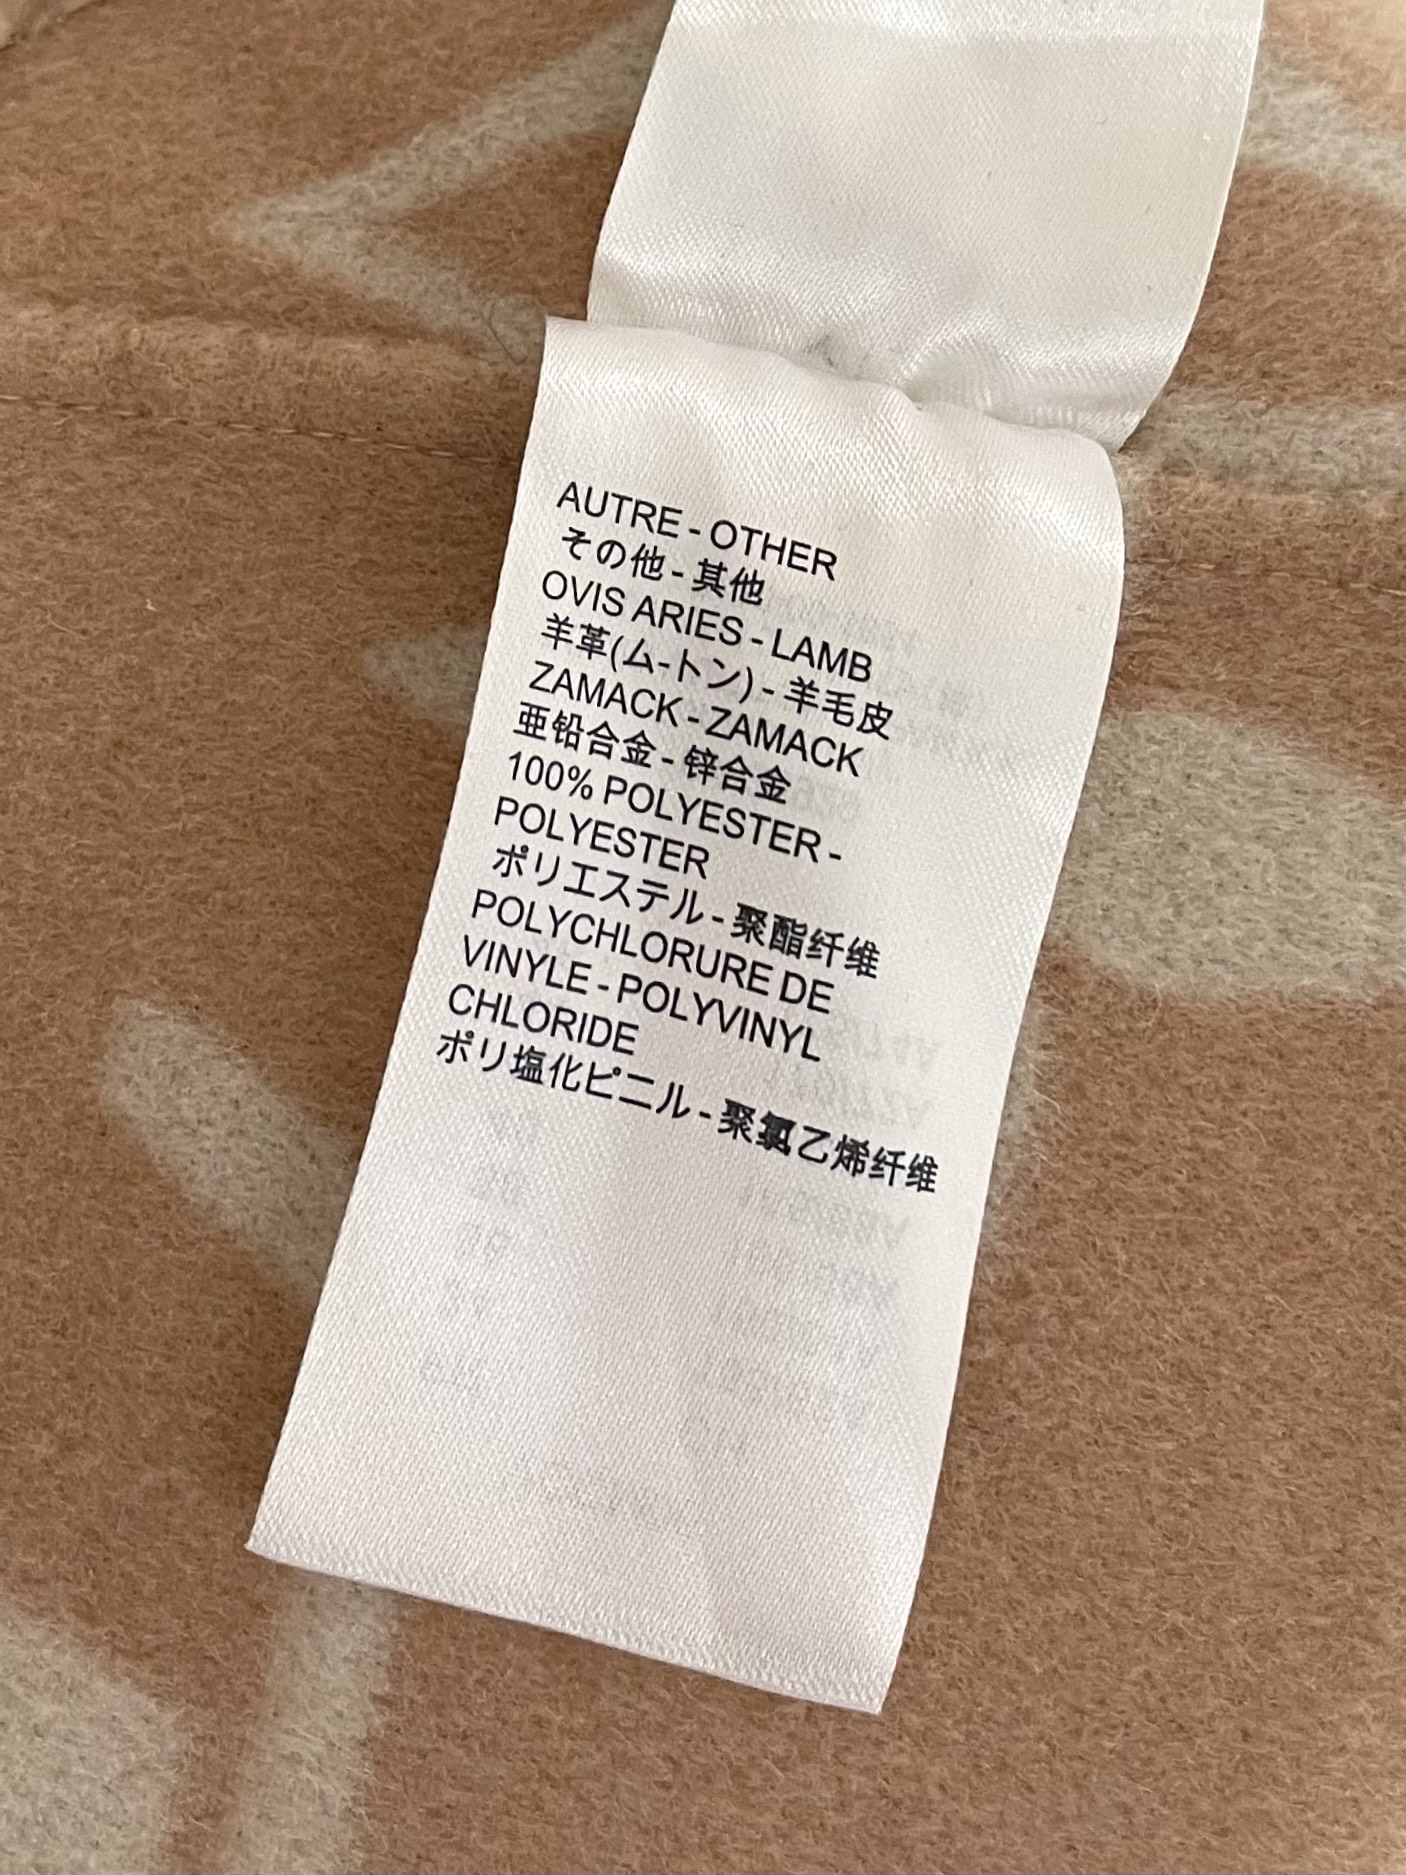 AUTRE - OTHER
その他 - 其他
OVIS ARIES - LAMB
羊革(ム-トン) - 羊毛皮
ZAMACK - ZAMACK
亜鉛合金 - 锌合金
100% POLYESTER -
POLYESTER
ポリエステル - 聚酯纤维
POLYCHLORURE DE
VINYLE - POLYVINYL
CHLORIDE
ポリ塩化ビニル - 聚氯乙烯纤维